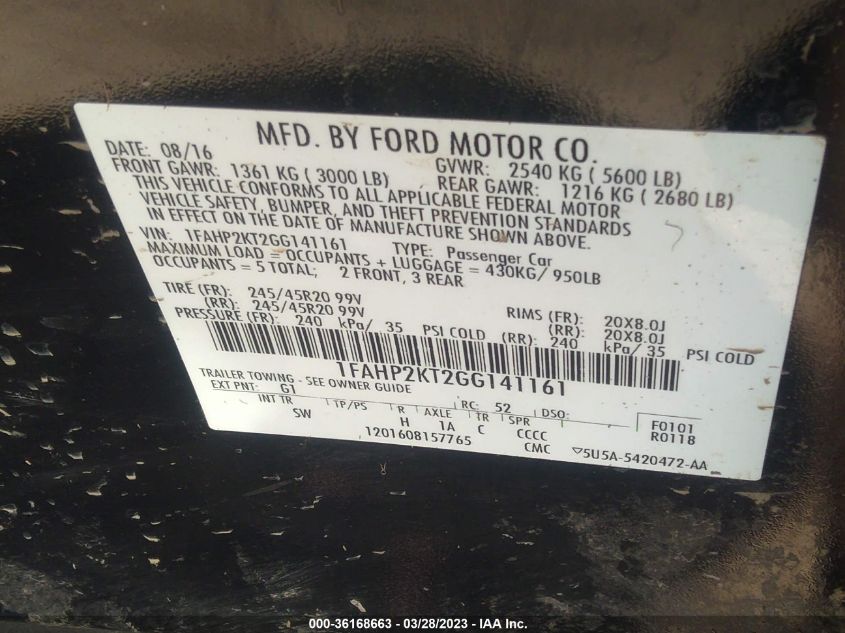 MFD. BY FORD MOTOR CO.
DATE: 08/16 GVWR: 2540 KG ( 5600 LB)
FRONT GAWR: 1361 KG ( 3000 LB) REAR GAWR: 1216 KG ( 2680 LB)
THIS VEHICLE CONFORMS TO ALL APPLICABLE FEDERAL MOTOR
VEHICLE SAFETY, BUMPER, AND THEFT PREVENTION STANDARDS
IN EFFECT ON THE DATE OF MANUFACTURE SHOWN ABOVE.
VIN: 1FAHP2KT2GG141161 TYPE: Passenger Car
MAXIMUM LOAD = OCCUPANTS + LUGGAGE = 430KG/ 950LB
OCCUPANTS = 5 TOTAL; 2 FRONT, 3 REAR
TIRE (FR): 245/45R20 99V RIMS (FR): 20X8.0J
(RR): 245/45R20 99V (RR): 20X8.0J
PRESSURE (FR): 240 kPa/ 35 PSI COLD (RR): 240 kPa/ 35 PSI COLD
1FAHP2KT2GG141161
TRAILER TOWING - SEE OWNER GUIDE
EXT PNT: G1 RC: 52 DSO: F0101
INT TR TP/PS R AXLE TR SPR R0118
SW H 1A C CCCC
1201608157765 CMC ▽5U5A-5420472-AA
000-36168663 - 03/28/2023 - IAA Inc.